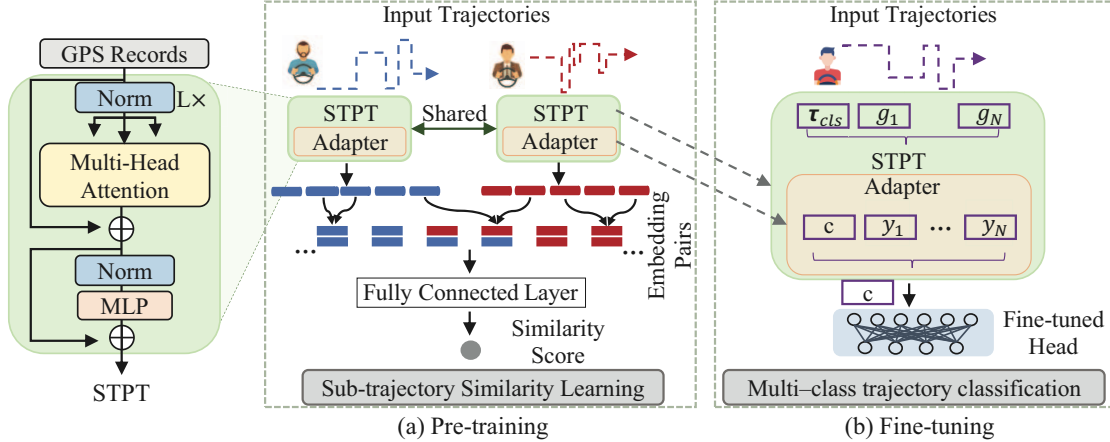 GPS Records
Norm
L×
Multi-Head
Attention
Norm
MLP
STPT
Input Trajectories
STPT
Adapter
Shared
STPT
Adapter
...
...
Embedding
Pairs
Fully Connected Layer
Similarity
Score
Sub-trajectory Similarity Learning
(a) Pre-training
Input Trajectories
τcls
g1
gN
STPT
Adapter
c
y1
...
yN
c
Fine-tuned
Head
Multi–class trajectory classification
(b) Fine-tuning